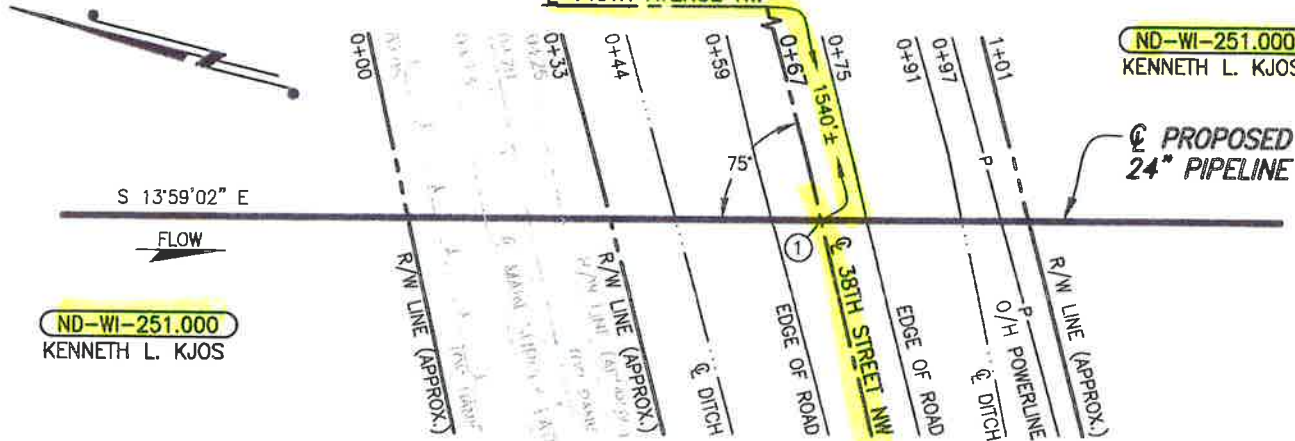 0+00
0+25
0+33
0+44
0+59
0+67
0+75
0+91
0+97
1+01
1540'±
ND-WI-251.000
KENNETH L. KJOS
℄ PROPOSED
24" PIPELINE
75°
S 13°59'02" E
FLOW
1
ND-WI-251.000
KENNETH L. KJOS
R/W LINE (APPROX.)
R/W LINE (APPROX.)
℄ DITCH
EDGE OF ROAD
℄ 38TH STREET NW
EDGE OF ROAD
℄ DITCH
P
P
O/H POWERLINE
R/W LINE (APPROX.)